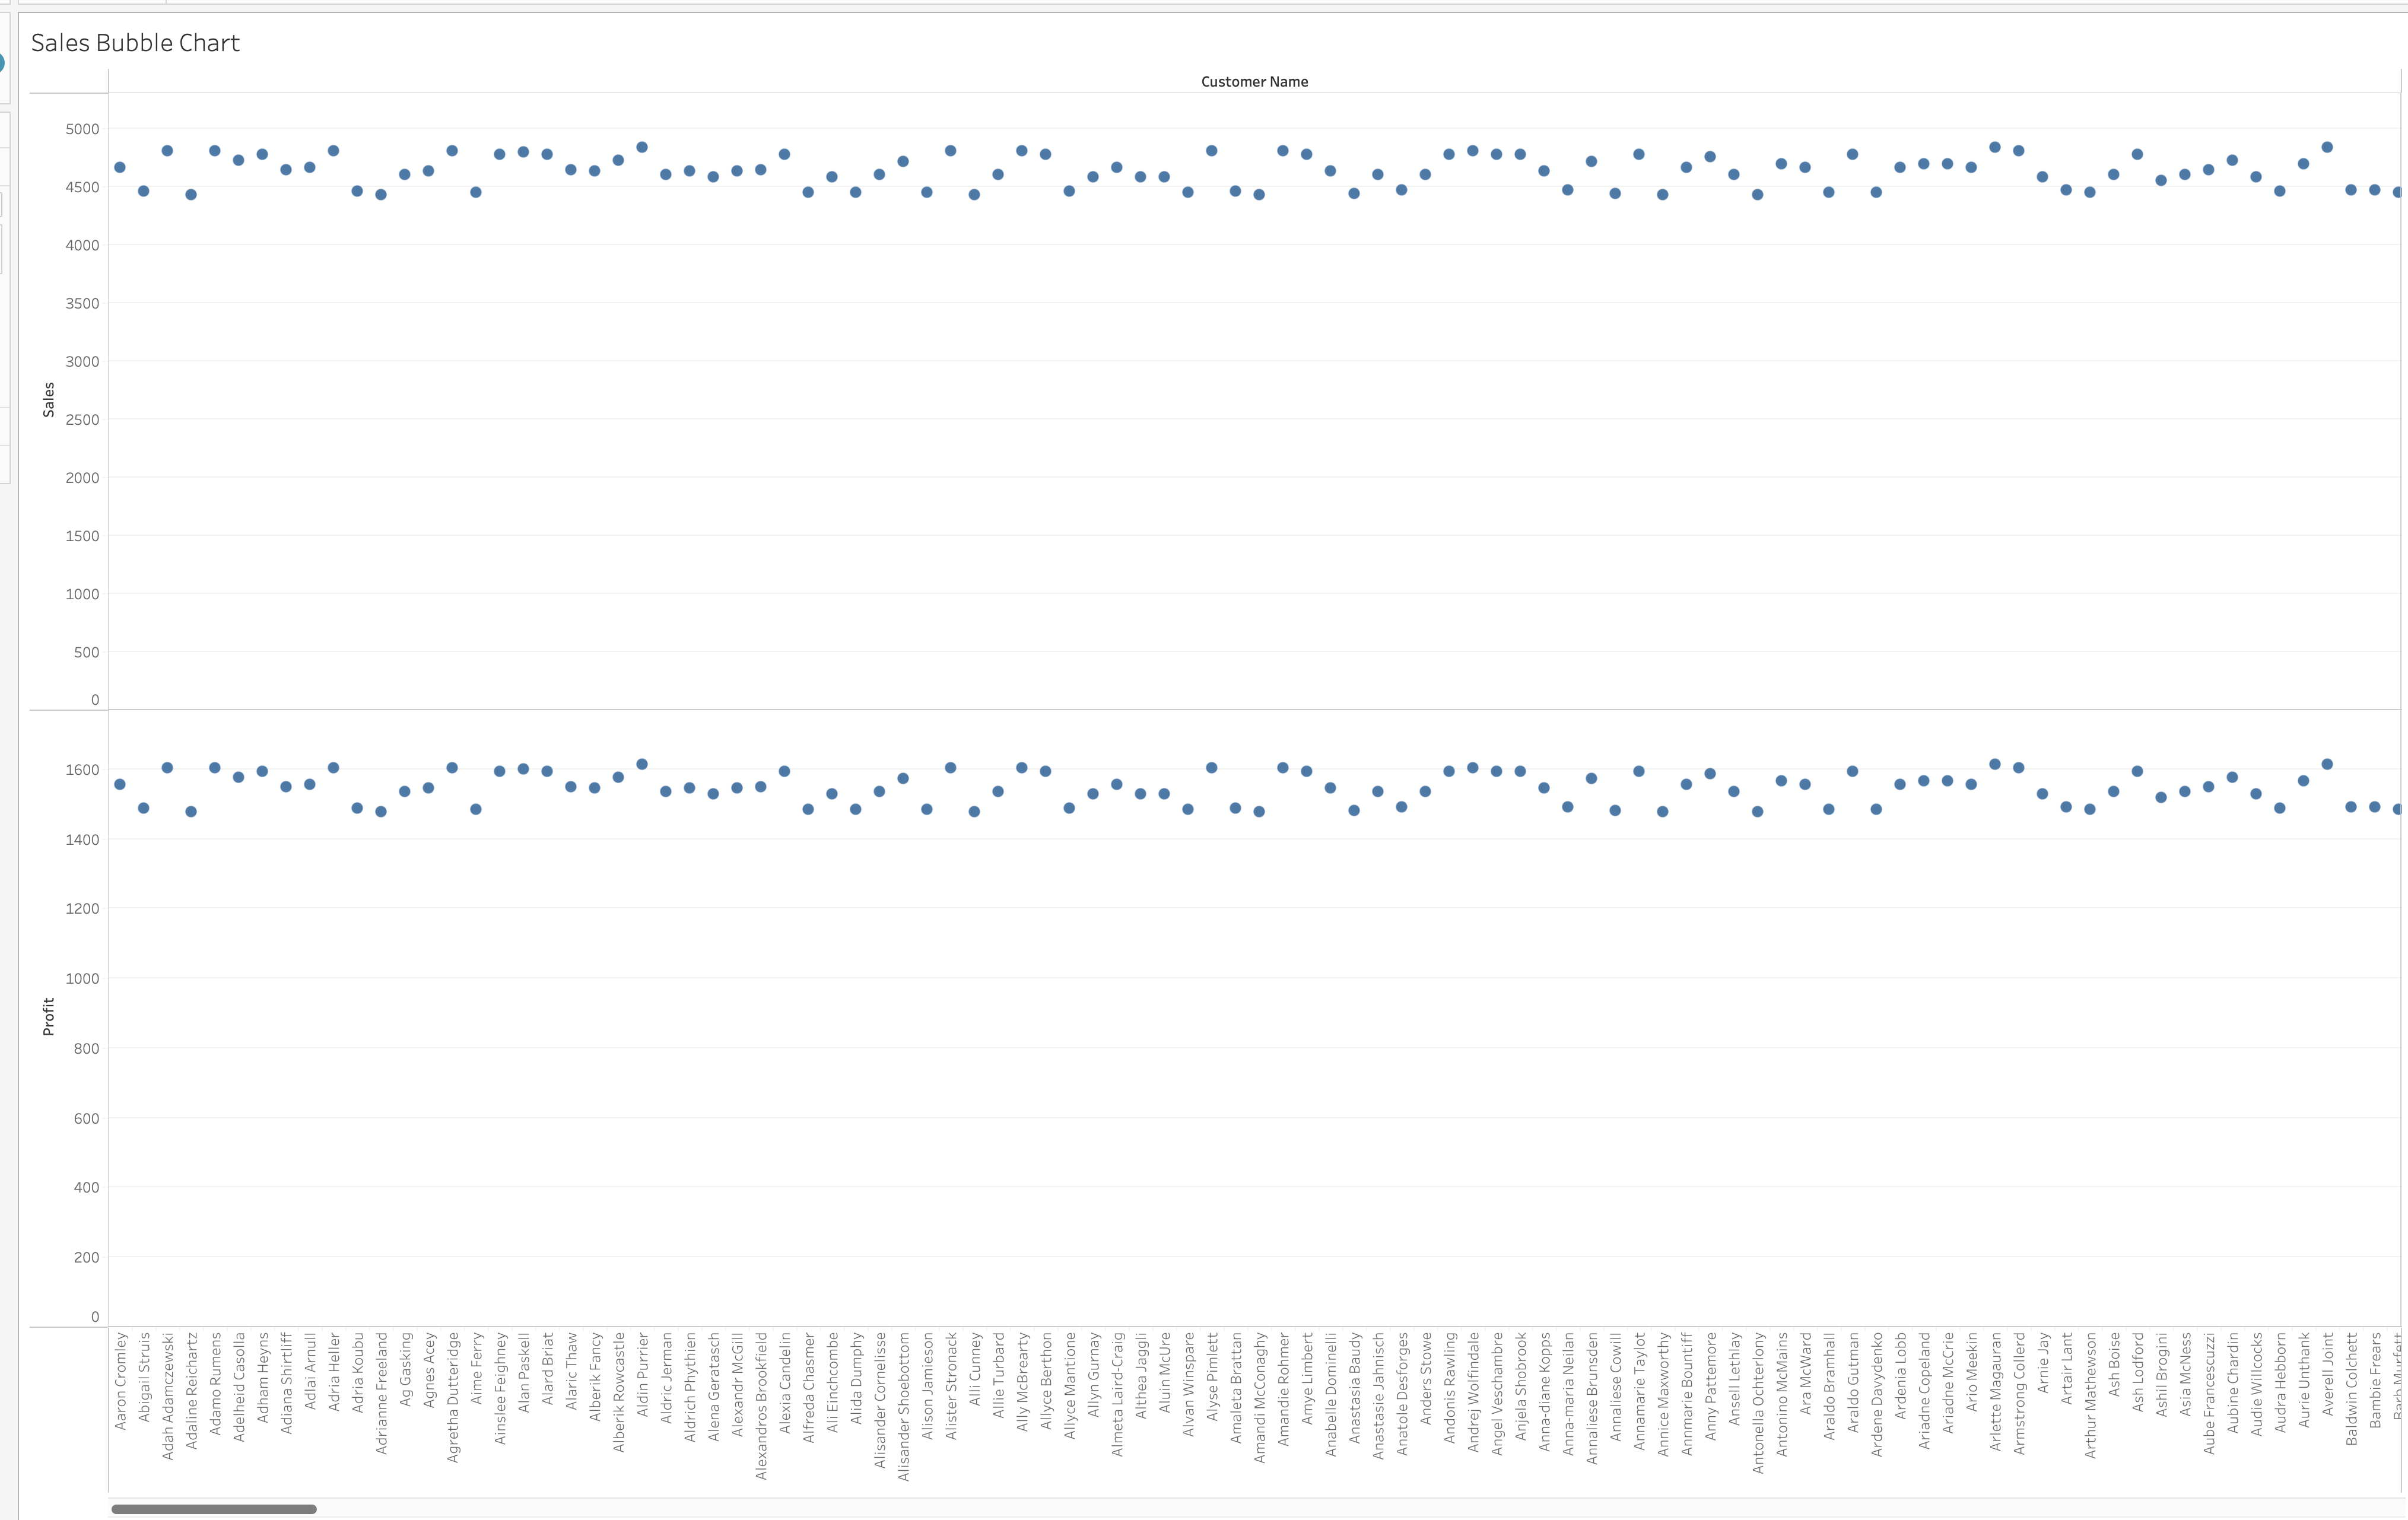 Sales Bubble Chart
Customer Name
5000
4500
4000
3500
3000
2500
2000
1500
1000
500
0
Sales
1600
1400
1200
1000
800
600
400
200
0
Profit
Aaron Cromley
Abigail Struis
Adah Adamczewski
Adaline Reichartz
Adamo Rumens
Adelheid Casolla
Adham Heyns
Adiana Shirtliff
Adlai Arnull
Adria Heller
Adria Koubu
Adrianne Freeland
Ag Gasking
Agnes Acey
Agretha Dutteridge
Aime Ferry
Ainslee Feighney
Alan Paskell
Alard Briat
Alaric Thaw
Alberik Fancy
Alberik Rowcastle
Aldin Purrier
Aldric Jerman
Aldrich Phythien
Alena Geratasch
Alexandr McGill
Alexandros Brookfield
Alexia Candelin
Alfreda Chasmer
Ali Einchcombe
Alida Dumphy
Alisander Cornelisse
Alisander Shoebottom
Alison Jamieson
Alister Stronack
Alli Cunney
Allie Turbard
Ally McBrearty
Allyce Berthon
Allyce Mantione
Allyn Gurnay
Almeta Laird-Craig
Althea Jaggli
Aluin McUre
Alvan Winspare
Alyse Pimlett
Amaleta Brattan
Amandi McConaghy
Amandie Rohmer
Amye Limbert
Anabelle Dominelli
Anastasia Baudy
Anastasie Jahnisch
Anatole Desforges
Anders Stowe
Andonis Rawling
Andrej Wolfindale
Angel Veschambre
Anjela Shobrook
Anna-diane Kopps
Anna-maria Neilan
Annaliese Brunsden
Annaliese Cowill
Annamarie Taylot
Annice Maxworthy
Annmarie Bountiff
Anny Pattemore
Ansell Lethlay
Antonella Ochterlony
Antonino McMains
Ara McWard
Araldo Bramhall
Araldo Gutman
Ardene Davydenko
Ardenia Lobb
Ariadne Copeland
Ariadne McCrie
Ario Meekin
Arlette Magauran
Armstrong Collerd
Arnie Jay
Artair Lant
Arthur Mathewson
Ash Boise
Ash Lodford
Ashil Brogini
Asia McNess
Aube Francescuzzi
Aubine Chardin
Audie Willcocks
Audra Hebborn
Aurie Unthank
Averell Joint
Baldwin Colchett
Bambie Frears